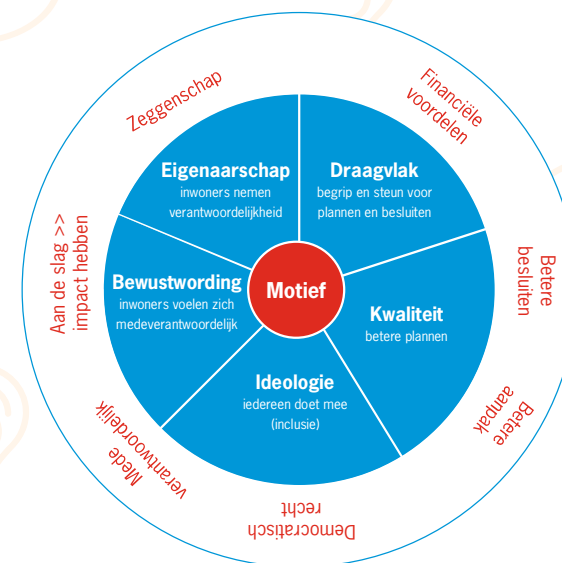 Zeggenschap
Financiële
voordelen
Eigenaarschap
inwoners nemen
verantwoordelijkheid
Draagvlak
begrip en steun voor
plannen en besluiten
Aan de slag >>
impact hebben
Bewustwording
inwoners voelen zich
medeverantwoordelijk
Motief
Kwaliteit
betere plannen
Betere
besluiten
Ideologie
iedereen doet mee
(inclusie)
Betere
aanpak
Mede
verantwoordelijk
Democratisch
recht